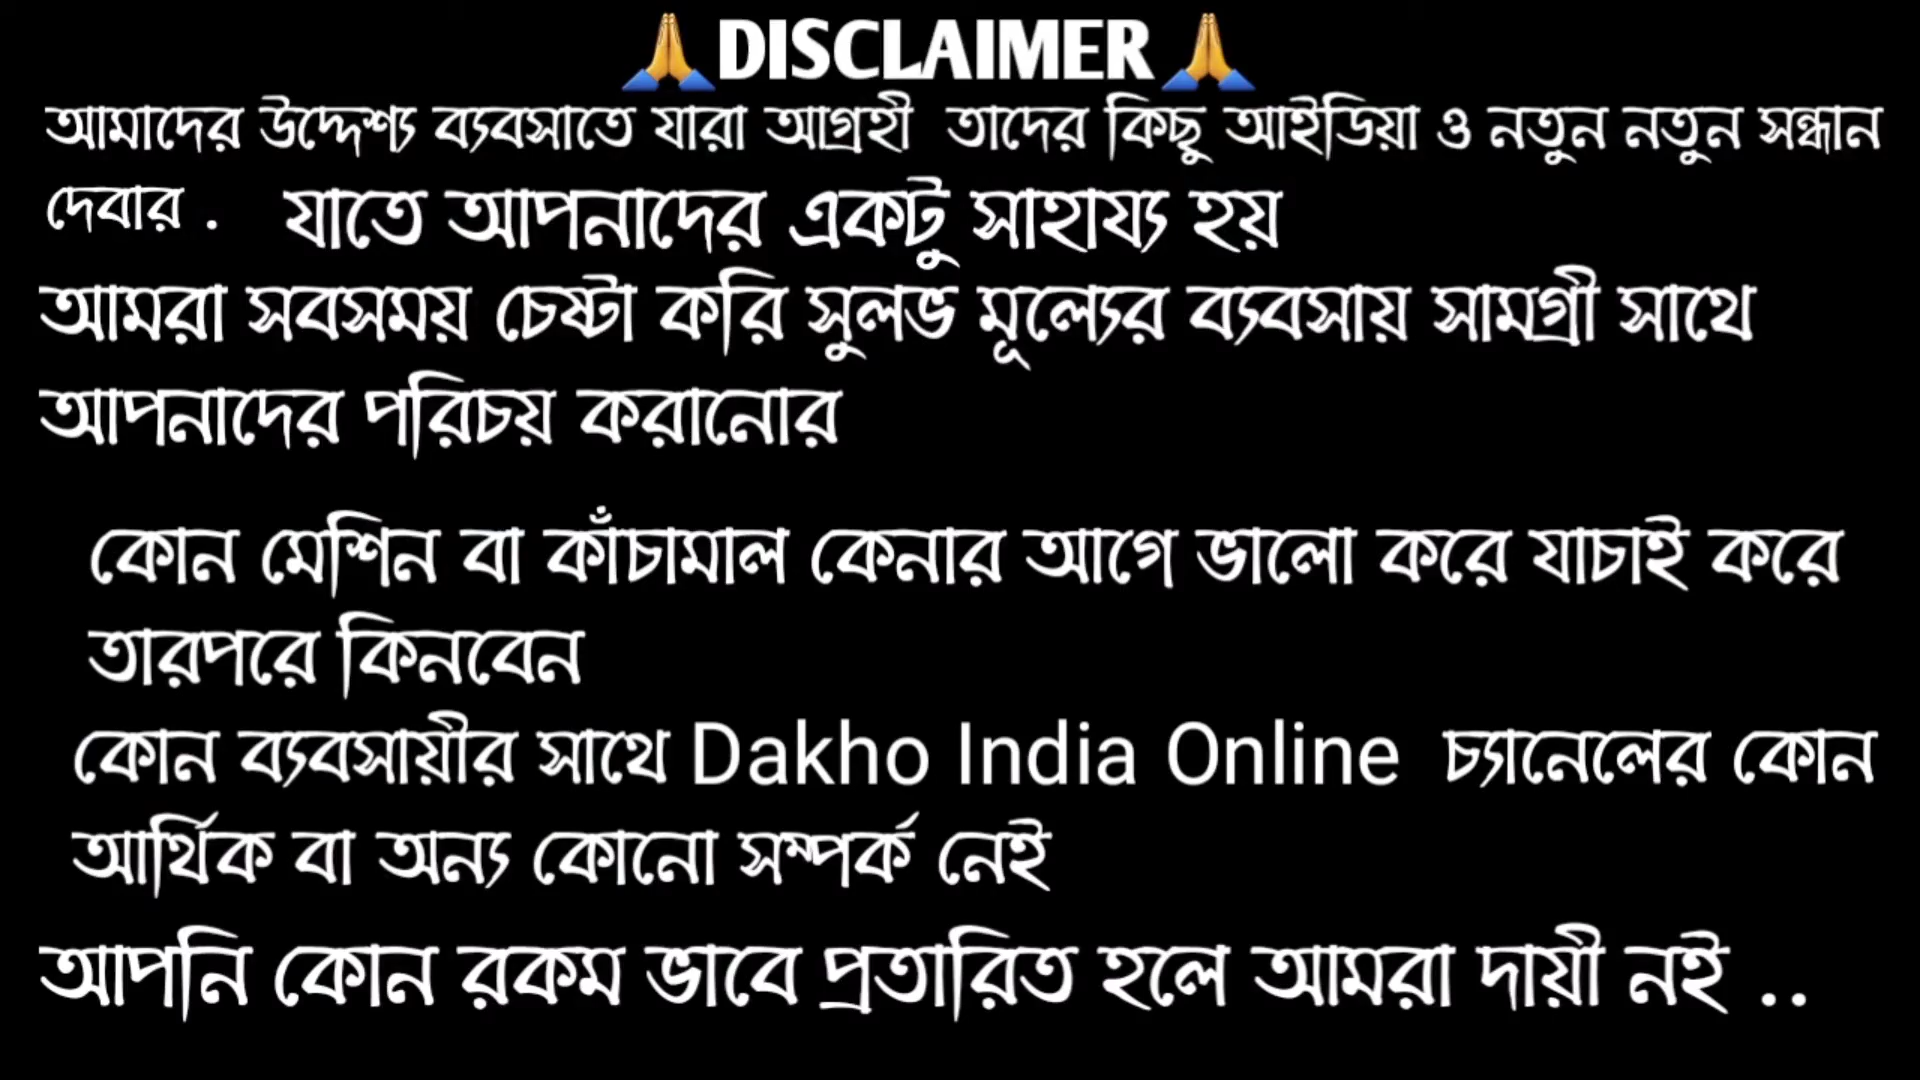 🙏DISCLAIMER🙏
আমাদের উদ্দেশ্য ব্যবসাতে যারা আগ্রহী তাদের কিছু আইডিয়া ও নতুন নতুন সন্ধান
দেবার . যাতে আপনাদের একটু সাহায্য হয়
আমরা সবসময় চেষ্টা করি সুলভ মূল্যের ব্যবসায় সামগ্রী সাথে
আপনাদের পরিচয় করানোর
কোন মেশিন বা কাঁচামাল কেনার আগে ভালো করে যাচাই করে
তারপরে কিনবেন
কোন ব্যবসায়ীর সাথে Dakho India Online চ্যানেলের কোন
আর্থিক বা অন্য কোনো সম্পর্ক নেই
আপনি কোন রকম ভাবে প্রতারিত হলে আমরা দায়ী নই ..